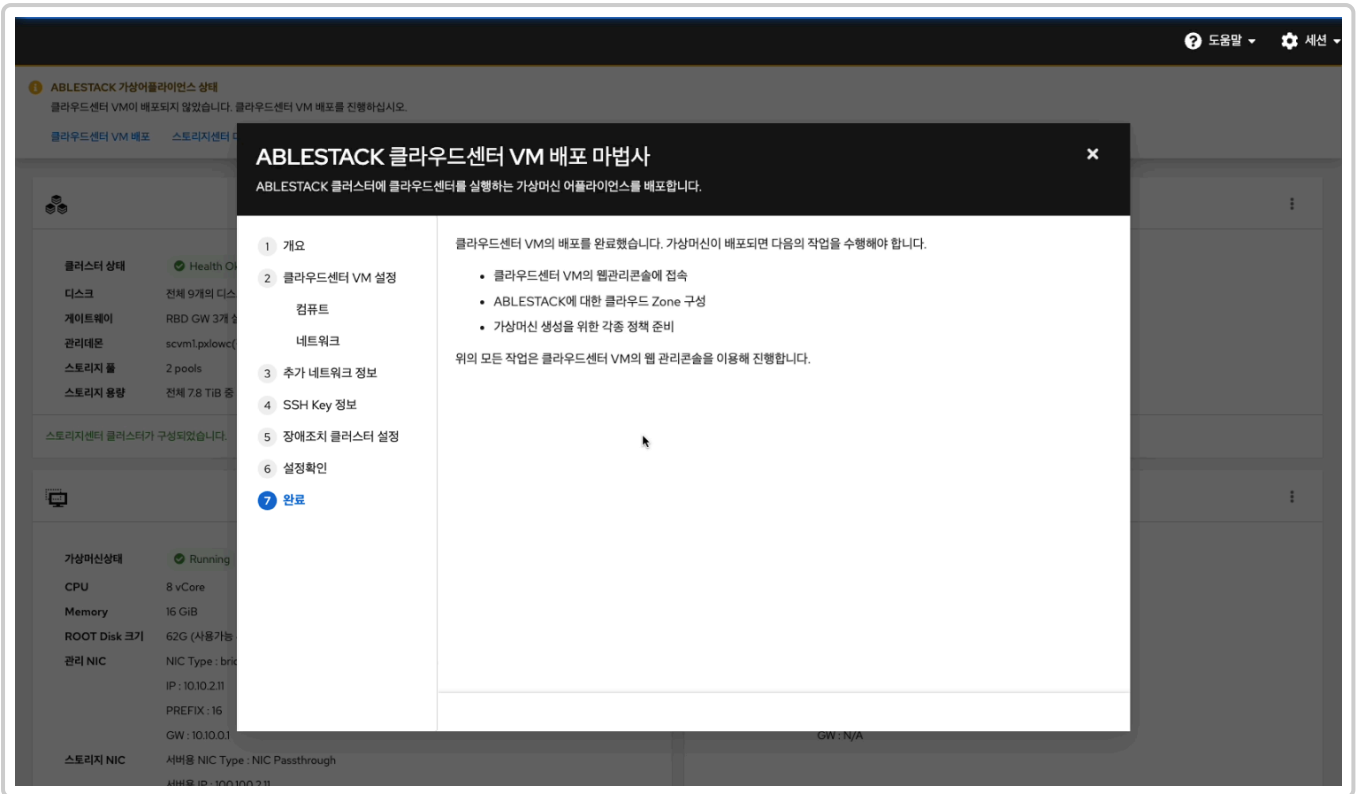 도움말
세션
ABLESTACK 가상어플라이언스 상태
클라우드센터 VM이 배포되지 않았습니다. 클라우드센터 VM 배포를 진행하십시오.
클라우드센터 VM 배포 스토리지센터
ABLESTACK 클라우드센터 VM 배포 마법사
ABLESTACK 클러스터에 클라우드센터를 실행하는 가상머신 어플라이언스를 배포합니다.
1 개요
2 클라우드센터 VM 설정
컴퓨트
네트워크
3 추가 네트워크 정보
4 SSH Key 정보
5 장애조치 클러스터 설정
6 설정확인
7 완료
클라우드센터 VM의 배포를 완료했습니다. 가상머신이 배포되면 다음의 작업을 수행해야 합니다.
• 클라우드센터 VM의 웹관리콘솔에 접속
• ABLESTACK에 대한 클라우드 Zone 구성
• 가상머신 생성을 위한 각종 정책 준비
위의 모든 작업은 클라우드센터 VM의 웹 관리콘솔을 이용해 진행합니다.
클러스터 상태 Health
디스크 전체 9개의 디스
게이트웨이 RBD GW 3개
관리데몬 scvm1.pxlowc(
스토리지 풀 2 pools
스토리지 용량 전체 7.8 TiB 중
스토리지센터 클러스터가 구성되었습니다.
가상머신상태 Running
CPU 8 vCore
Memory 16 GiB
ROOT Disk 크기 62G (사용가능
관리 NIC NIC Type : bri
IP : 10.10.2.11
PREFIX : 16
GW : 10.10.0.1
GW : N/A
스토리지 NIC 서버용 NIC Type : NIC Passthrough
서버용 IP : 100.100.2.11